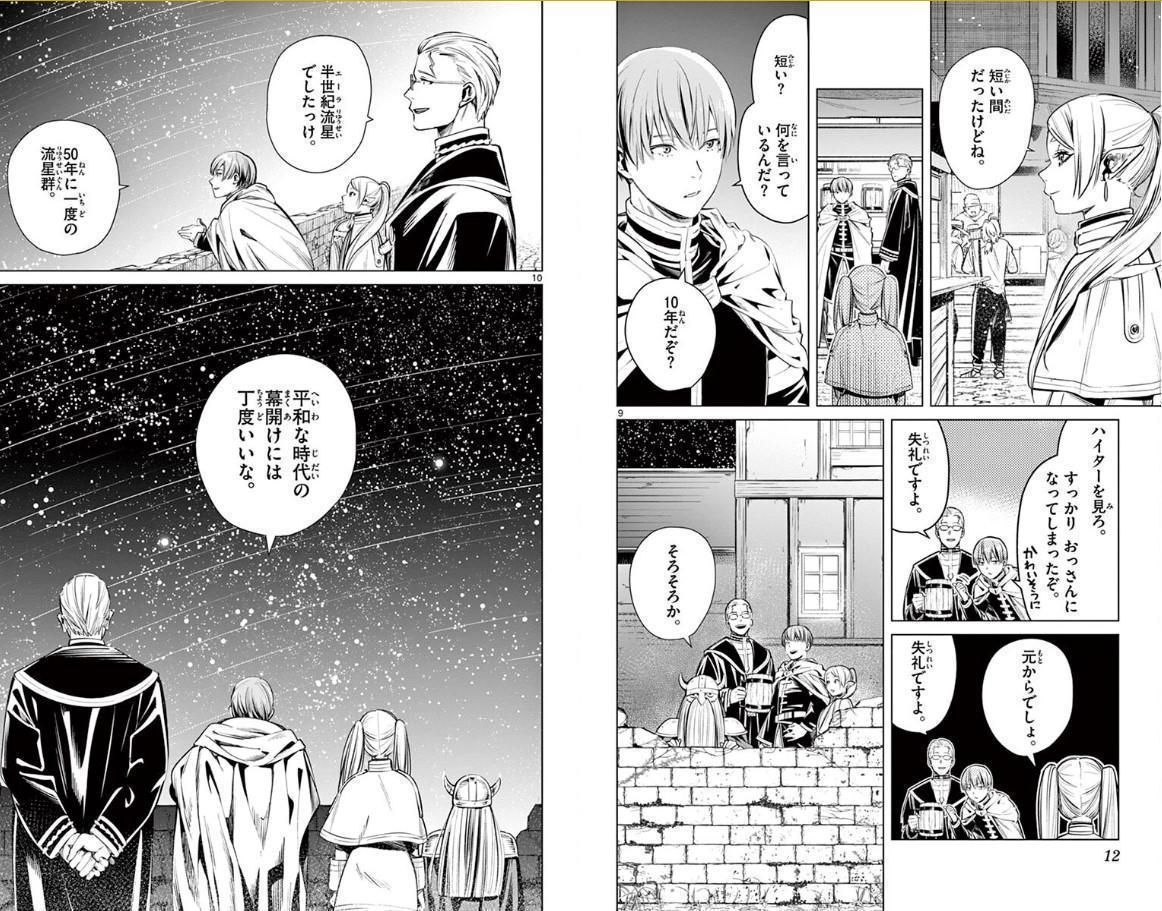 短い間
だったけどね。
短い?
何を言って
いるんだ?
10年だぞ?
ハイターを見ろ。
すっかり おっさんに
なってしまったぞ。
かわいそうに
失礼ですよ。
元からでしょ。
失礼ですよ。
そろそろか。
9
12
半世紀流星
でしたっけ。
50年に一度の
流星群。
10
平和な時代の
幕開けには
丁度いいな。